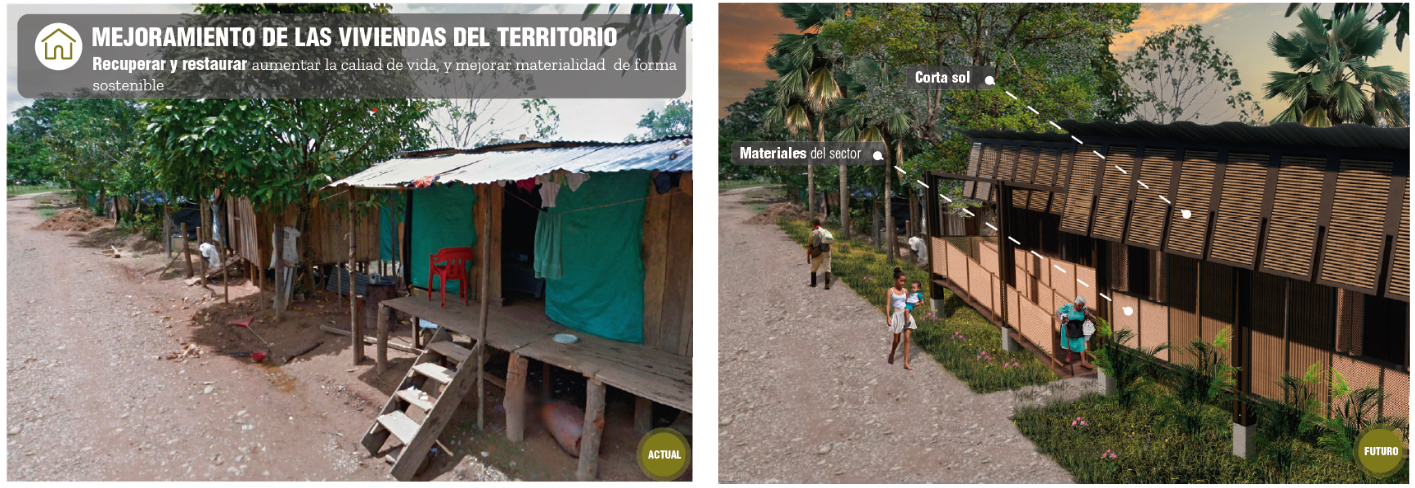 MEJORAMIENTO DE LAS VIVIENDAS DEL TERRITORIO
Recuperar y restaurar aumentar la caliad de vida, y mejorar materialidad de forma
sostenible
ACTUAL
Corta sol
Materiales del sector
FUTURO